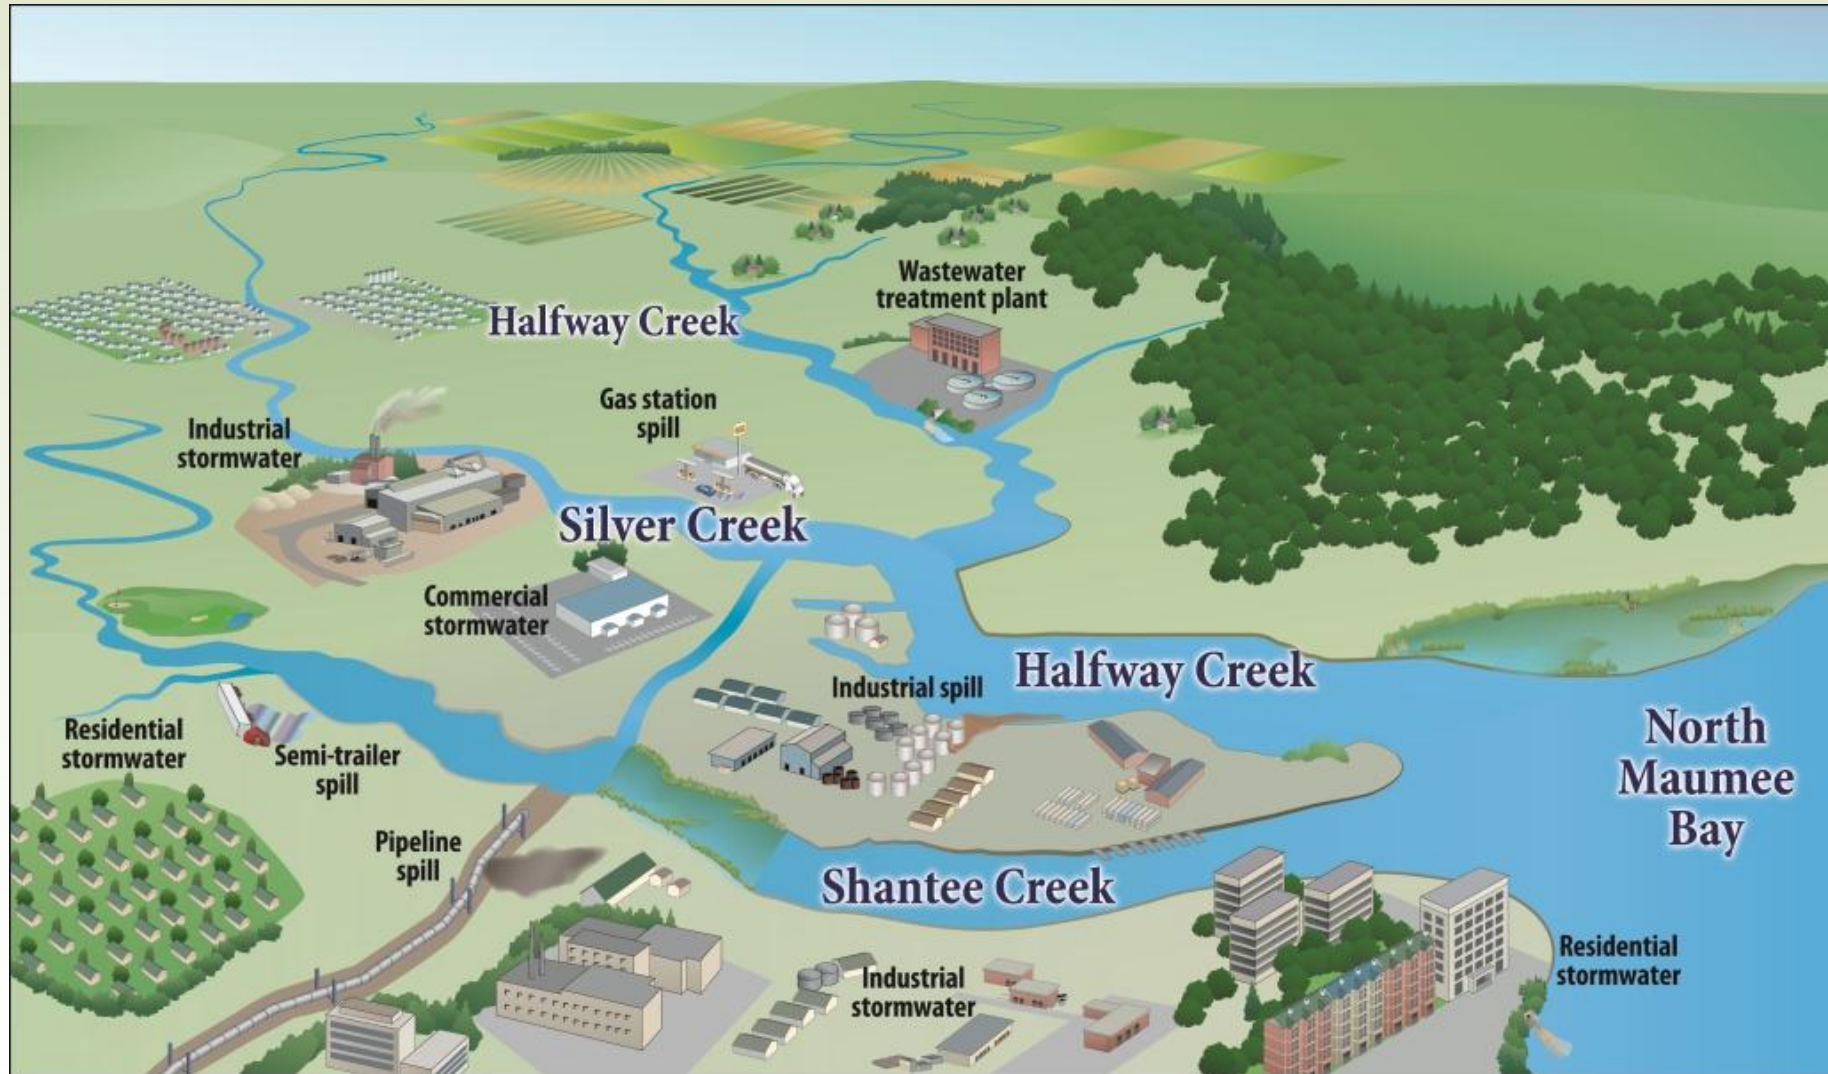 Wastewater
treatment plant
Halfway Creek
Gas station
spill
Industrial
stormwater
Silver Creek
Commercial
stormwater
Halfway Creek
Industrial spill
Residential
stormwater
Semi-trailer
spill
North
Maumee
Bay
Pipeline
spill
Shantee Creek
Residential
stormwater
Industrial
stormwater